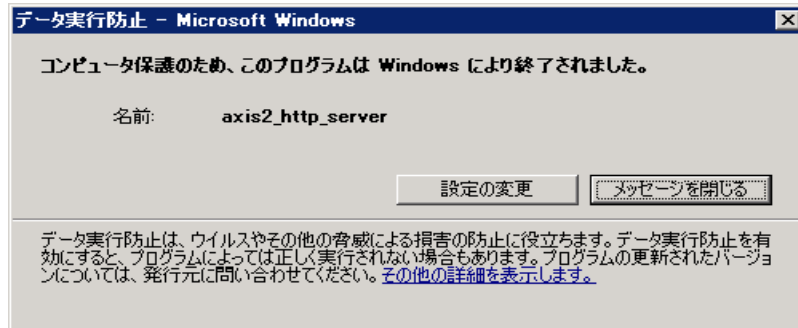 データ実行防止 - Microsoft Windows
コンピュータ保護のため、このプログラムは Windows により終了されました。
名前: axis2_http_server
設定の変更 メッセージを閉じる
データ実行防止は、ウイルスやその他の脅威による損害の防止に役立ちます。データ実行防止を有
効にすると、プログラムによっては正しく実行されない場合もあります。プログラムの更新されたバージョ
ンについては、発行元に問い合わせてください。その他の詳細を表示します。